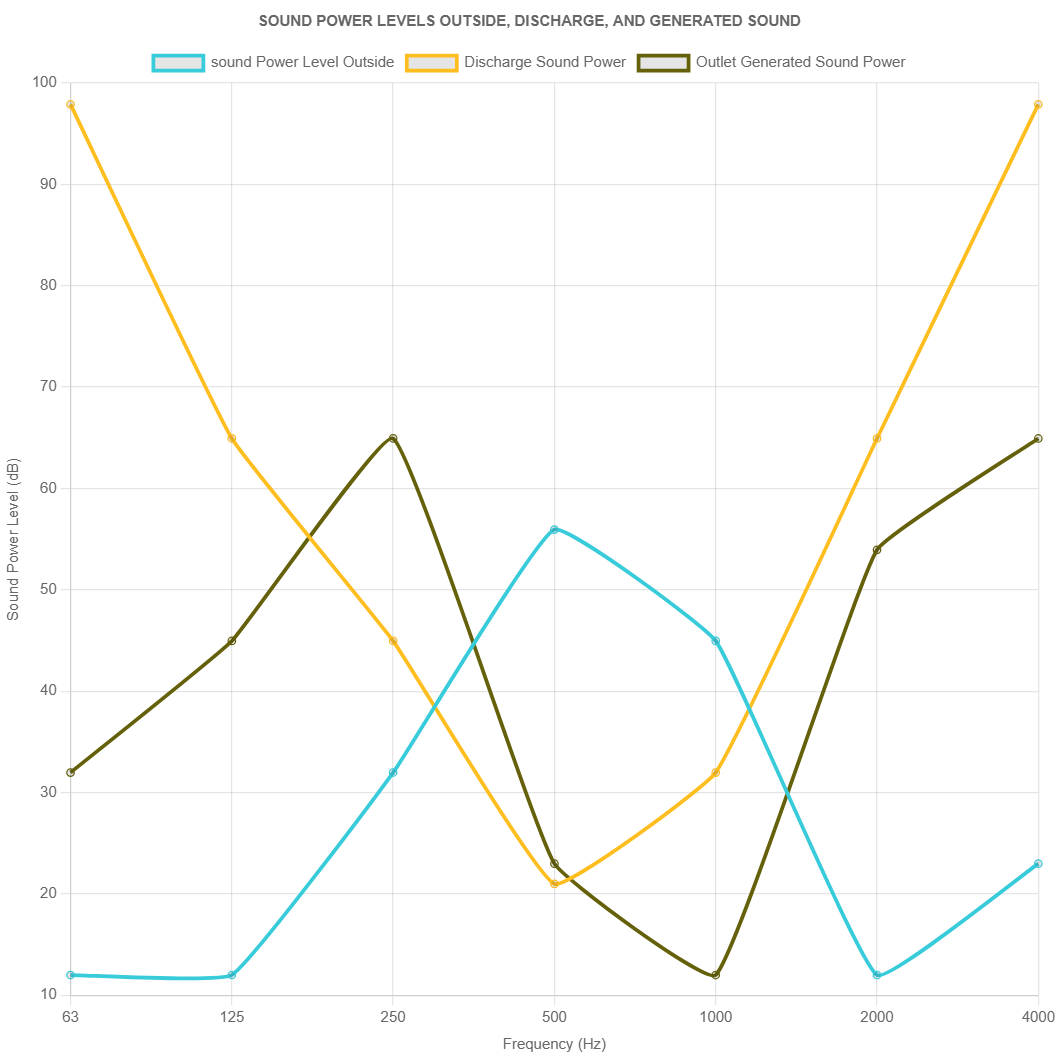 SOUND POWER LEVELS OUTSIDE, DISCHARGE, AND GENERATED SOUND
sound Power Level Outside Discharge Sound Power Outlet Generated Sound Power
100
90
80
70
60
50
40
30
20
10
Sound Power Level (dB)
63 125 250 500 1000 2000 4000
Frequency (Hz)